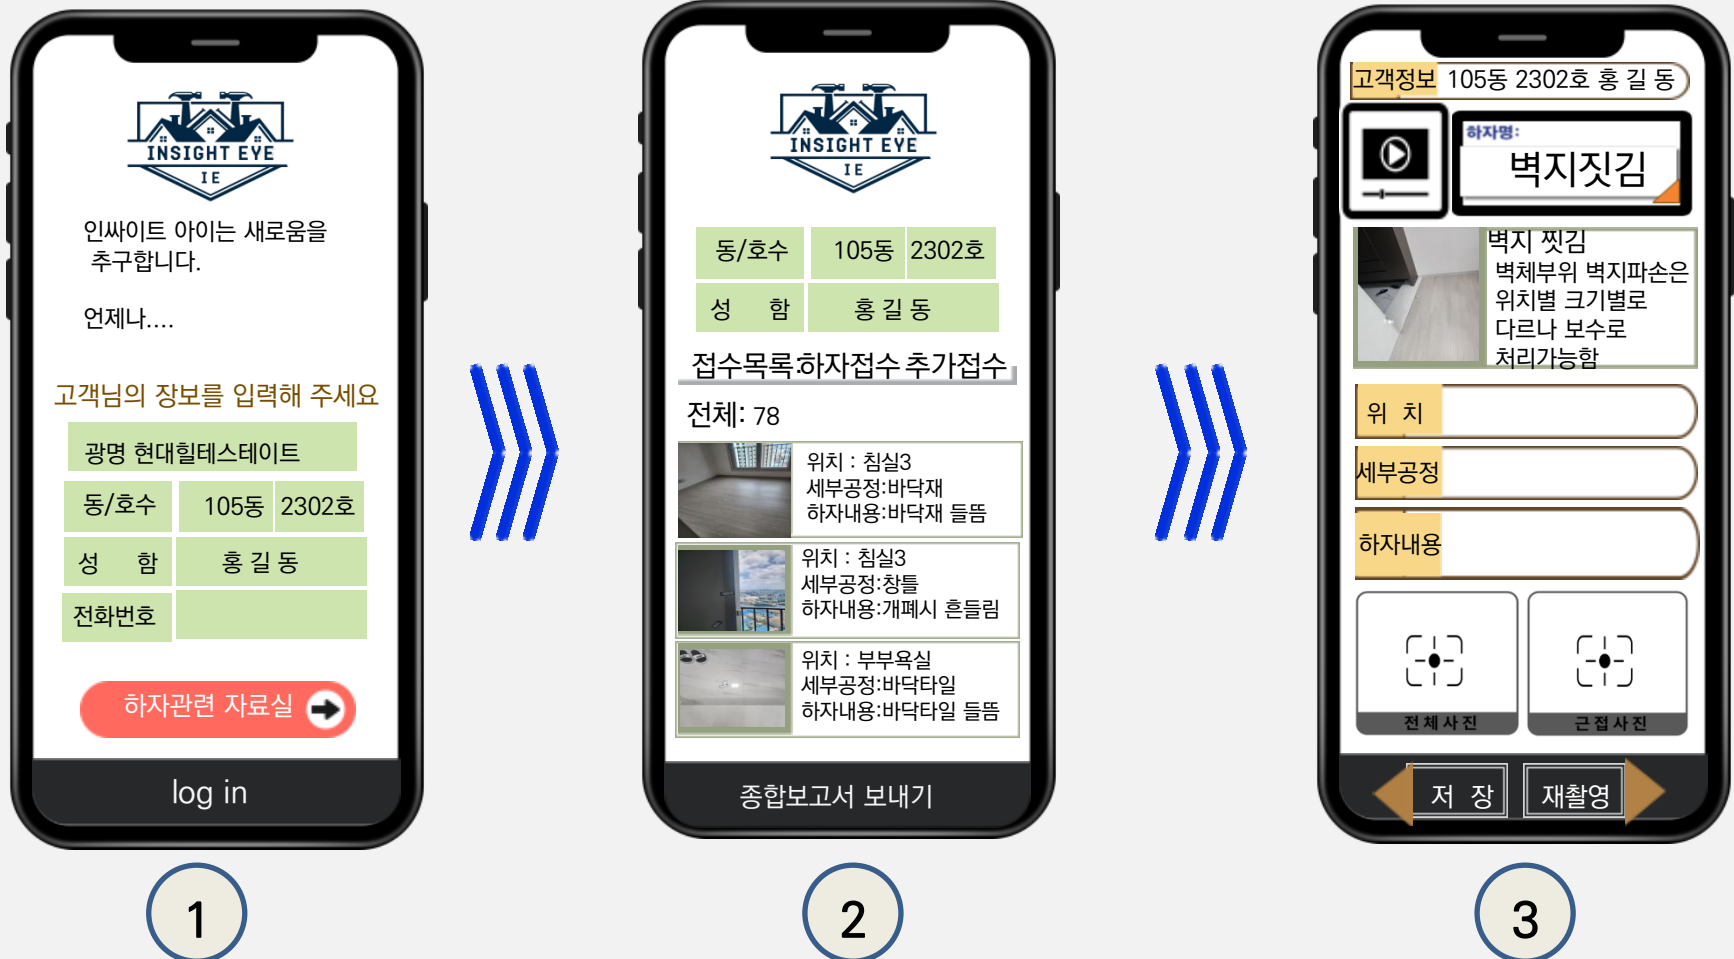 INSIGHT EYE
IE
인싸이트 아이는 새로움을
추구합니다.
언제나....
고객님의 장보를 입력해 주세요
광명 현대힐테스테이트
동/호수 105동 2302호
성 함 홍 길 동
전화번호
하자관련 자료실
log in
1
INSIGHT EYE
IE
동/호수 105동 2302호
성 함 홍 길 동
접수목록:하자접수 추가접수
전체: 78
위치 : 침실3
세부공정:바닥재
하자내용:바닥재 들뜸
위치 : 침실3
세부공정:창틀
하자내용:개폐시 흔들림
위치 : 부부욕실
세부공정:바닥타일
하자내용:바닥타일 들뜸
종합보고서 보내기
2
고객정보 105동 2302호 홍 길 동
하자명:
벽지짓김
벽지 찟김
벽체부위 벽지파손은
위치별 크기별로
다르나 보수로
처리가능함
위 치
세부공정
하자내용
전체사진 근접사진
저 장 재촬영
3